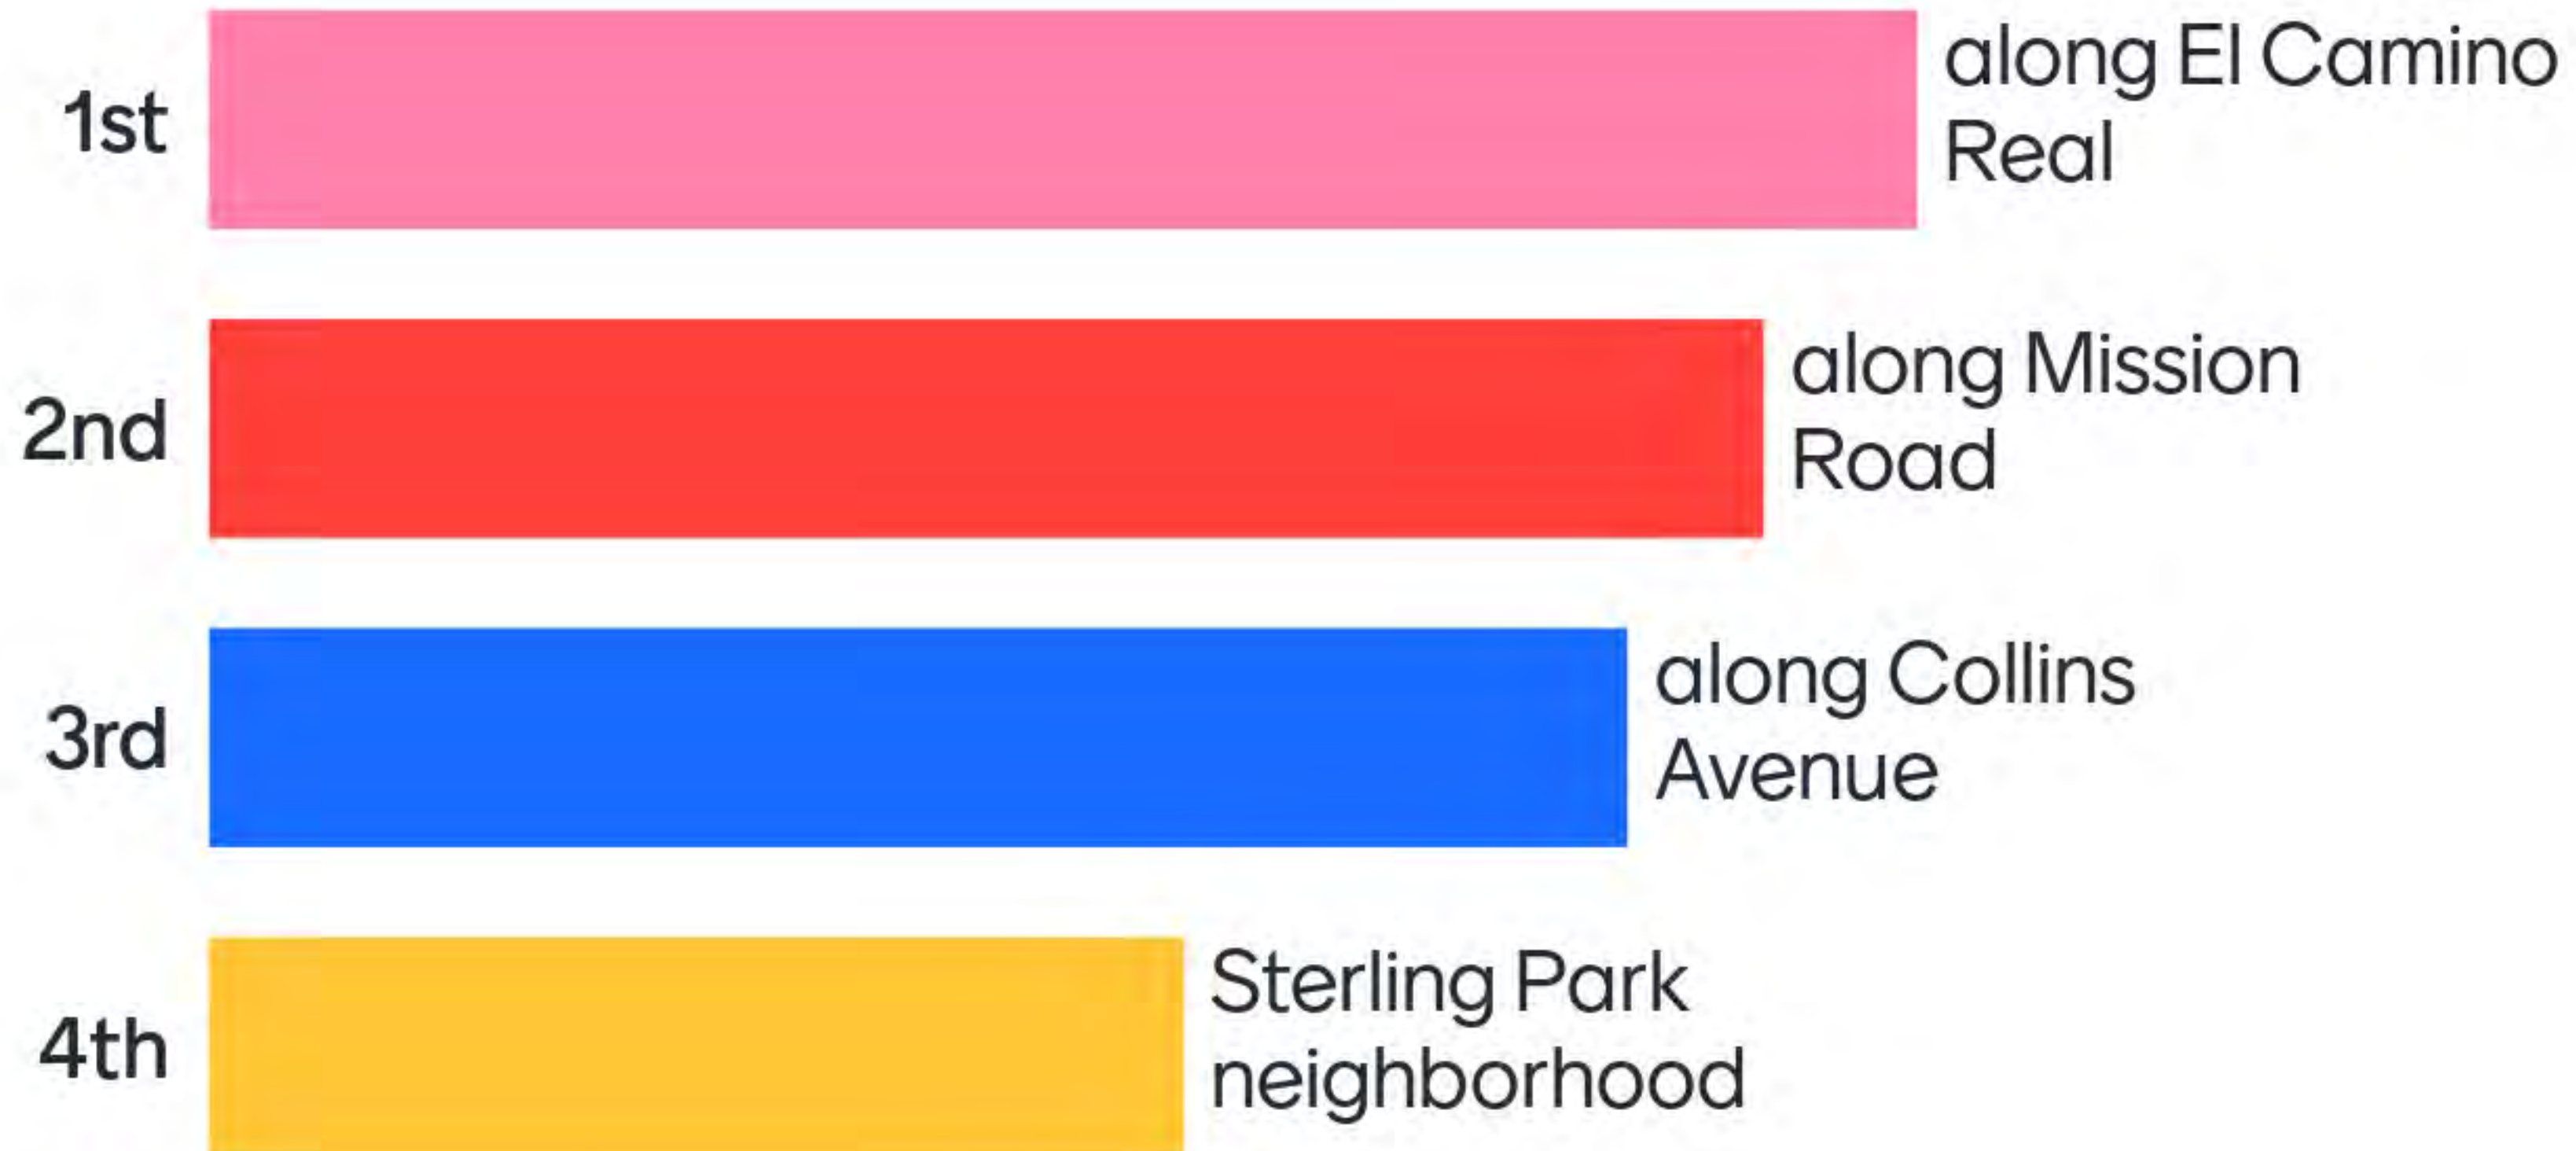 1st
along El Camino
Real
2nd
along Mission
Road
3rd
along Collins
Avenue
4th
Sterling Park
neighborhood